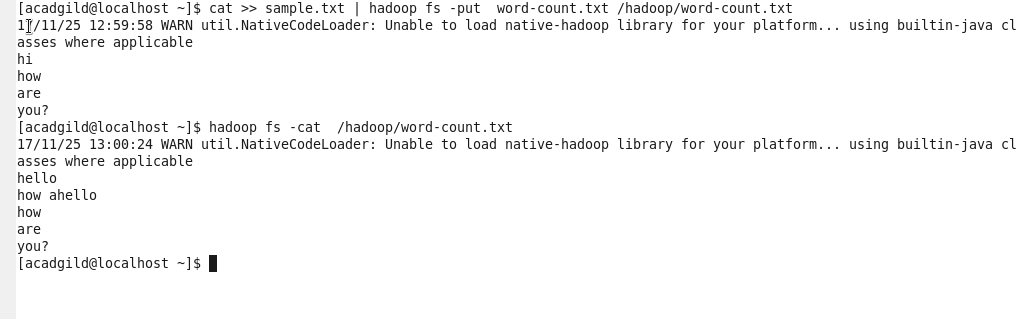 [acadgild@localhost ~]$ cat >> sample.txt | hadoop fs -put  word-count.txt /hadoop/word-count.txt
17/11/25 12:59:58 WARN util.NativeCodeLoader: Unable to load native-hadoop library for your platform... using builtin-java cl
asses where applicable
hi
how
are
you?
[acadgild@localhost ~]$ hadoop fs -cat  /hadoop/word-count.txt
17/11/25 13:00:24 WARN util.NativeCodeLoader: Unable to load native-hadoop library for your platform... using builtin-java cl
asses where applicable
hello
how ahello
how
are
you?
[acadgild@localhost ~]$